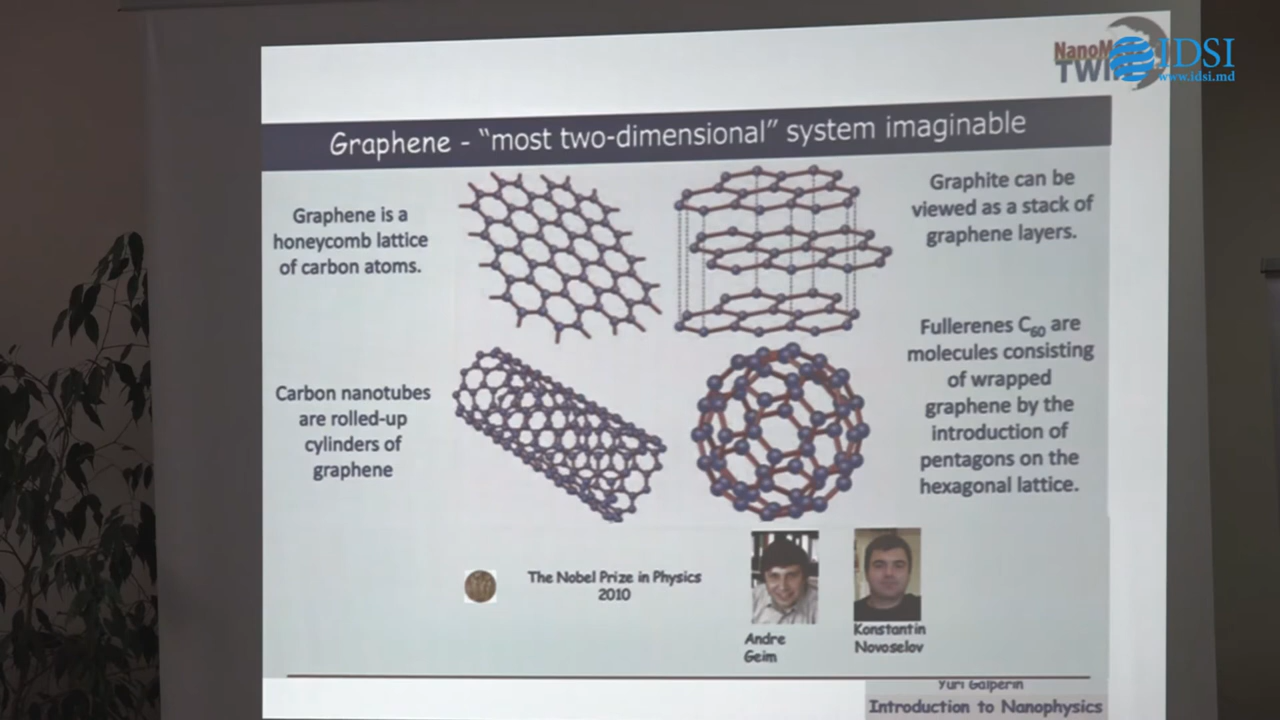 NanoM
TWI
IDSI
www.idsi.md
Graphene - “most two-dimensional” system imaginable
Graphene is a
honeycomb lattice
of carbon atoms.
Graphite can be
viewed as a stack of
graphene layers.
Carbon nanotubes
are rolled-up
cylinders of
graphene
Fullerenes C60 are
molecules consisting
of wrapped
graphene by the
introduction of
pentagons on the
hexagonal lattice.
The Nobel Prize in Physics
2010
Andre
Geim
Konstantin
Novoselov
Yuri Galperin
Introduction to Nanophysics